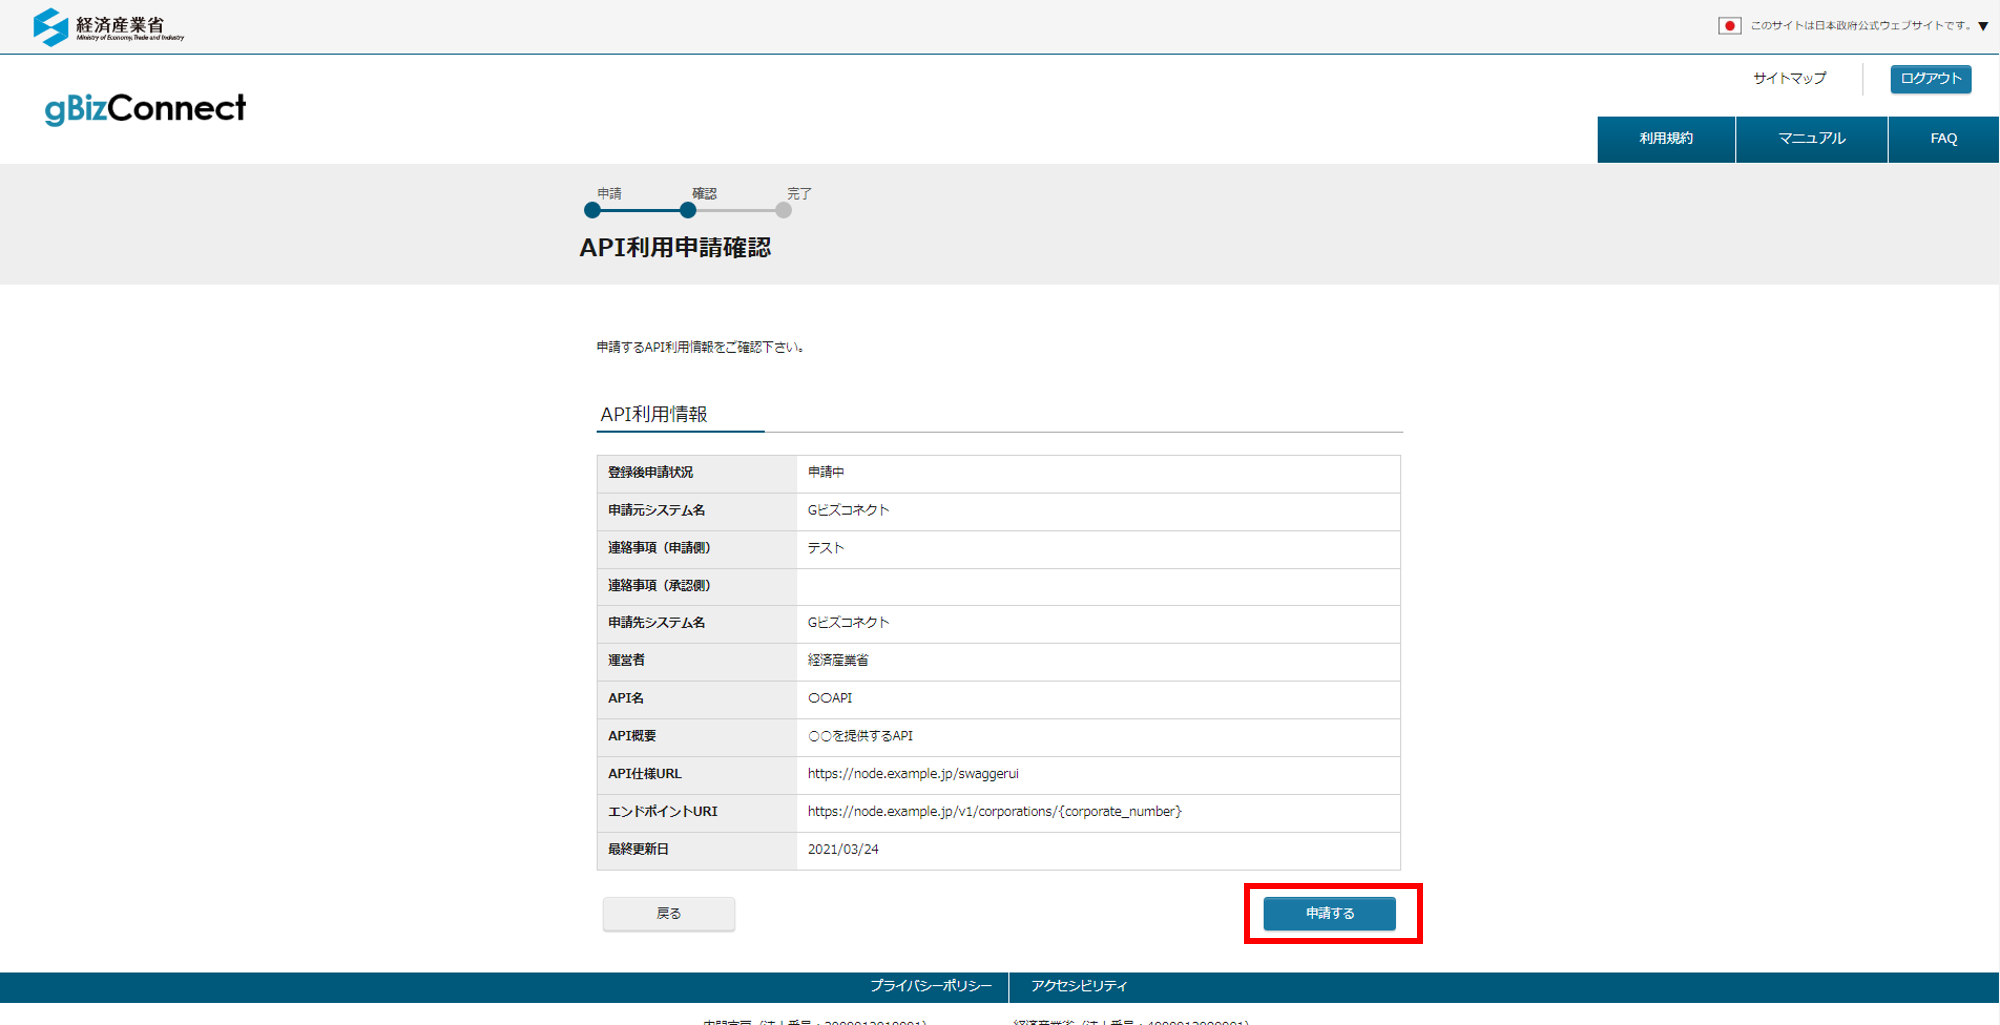 経済産業省
Ministry of Economy, Trade and Industry
このサイトは日本政府公式ウェブサイトです。▼
gBizConnect
サイトマップ
ログアウト
利用規約
マニュアル
FAQ
申請
確認
完了
API利用申請確認
申請するAPI利用情報をご確認下さい。
API利用情報
登録後申請状況 申請中
申請元システム名 Gビズコネクト
連絡事項（申請側） テスト
連絡事項（承認側）
申請先システム名 Gビズコネクト
運営者 経済産業省
API名 〇〇API
API概要 〇〇を提供するAPI
API仕様URL https://node.example.jp/swaggerui
エンドポイントURI https://node.example.jp/v1/corporations/{corporate_number}
最終更新日 2021/03/24
戻る
申請する
プライバシーポリシー
アクセシビリティ